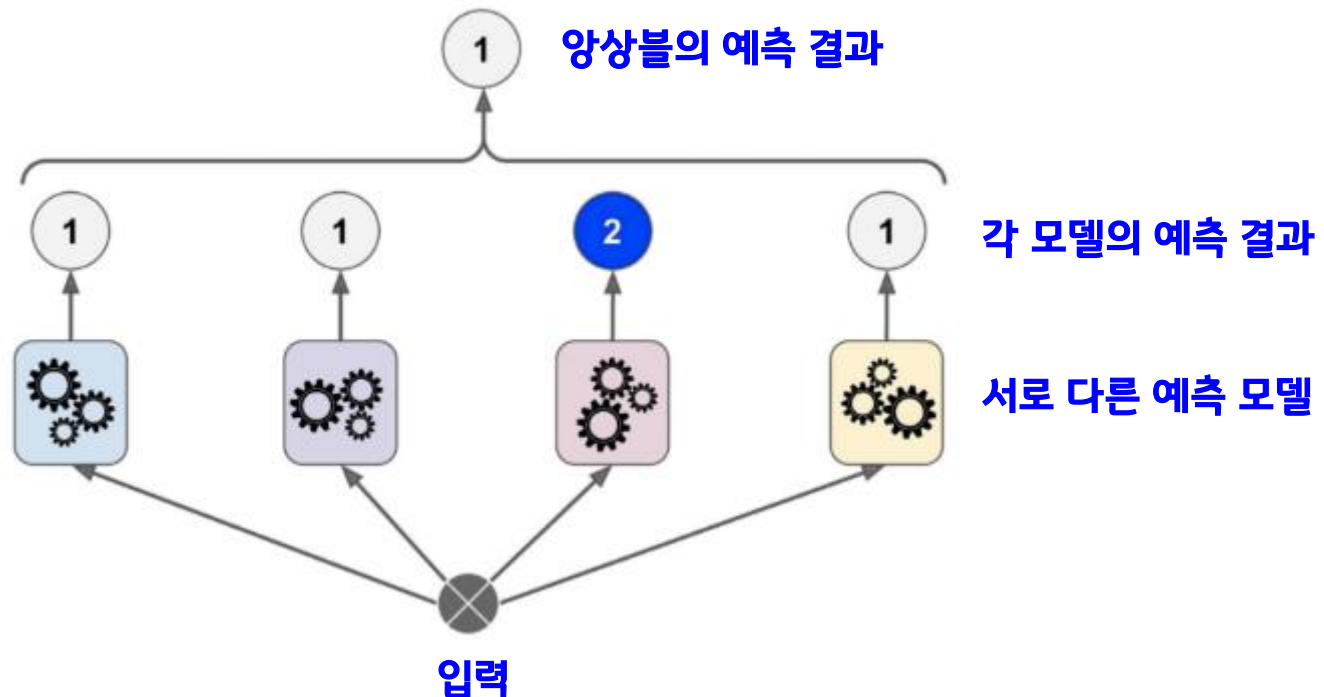 1 앙상블의 예측 결과
1 1 2 1 각 모델의 예측 결과
서로 다른 예측 모델
입력